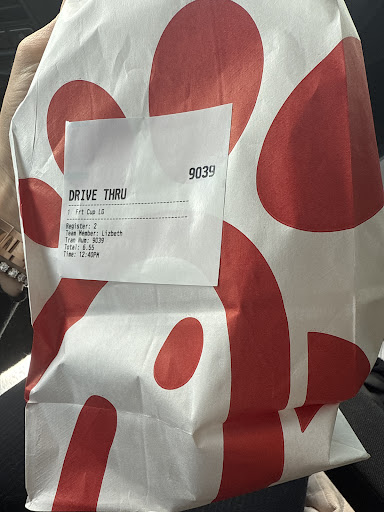 9039
DRIVE THRU
1 Frt Cup LG
Register: 2
Team Member: Lizbeth
Tran Num: 9039
Total: 6.55
Time: 12:40PM